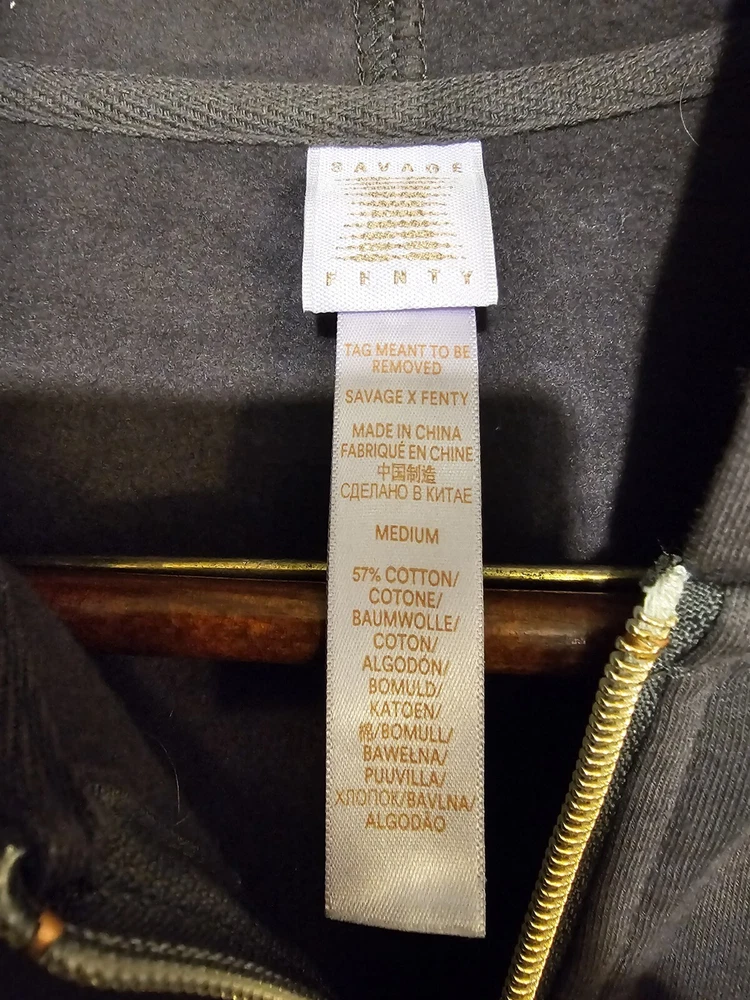 SAVAGE
FENTY
TAG MEANT TO BE
REMOVED
SAVAGE X FENTY
MADE IN CHINA
FABRIQUÉ EN CHINE
中国制造
СДЕЛАНО В КИТАЕ
MEDIUM
57% COTTON/
COTONE/
BAUMWOLLE/
COTON/
ALGODÓN/
BOMULD/
KATOEN/
棉/BOMULL/
BAWEŁNA/
PUUVILLA/
ХЛОПОК/BAVLNA/
ALGODÃO